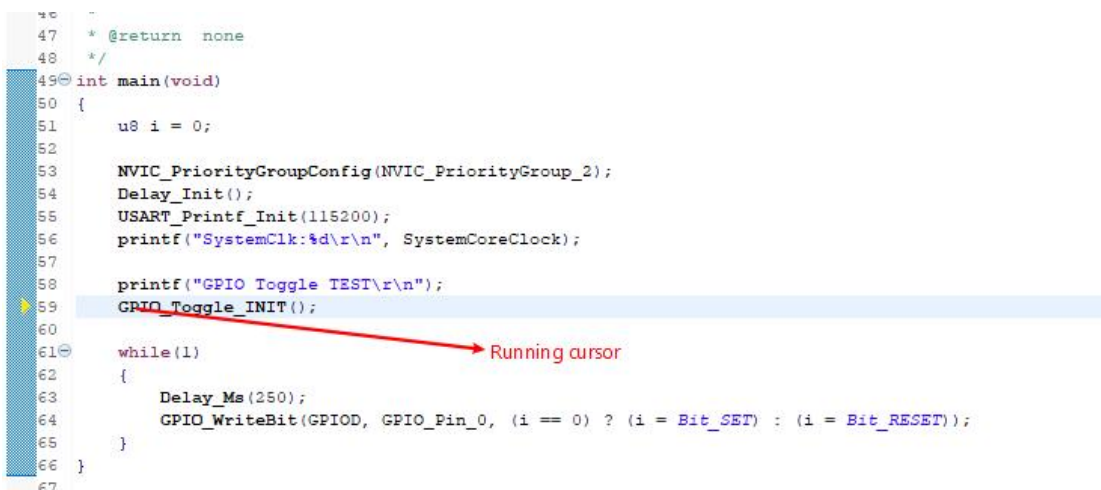 46 *
47 * @return none
48 */
49 int main(void)
50 {
51 u8 i = 0;
52
53 NVIC_PriorityGroupConfig(NVIC_PriorityGroup_2);
54 Delay_Init();
55 USART_Printf_Init(115200);
56 printf("SystemClk:%d\r\n", SystemCoreClock);
57
58 printf("GPIO Toggle TEST\r\n");
59 GPIO_Toggle_INIT();
60
61 while(1)
Running cursor
62 {
63 Delay_Ms(250);
64 GPIO_WriteBit(GPIOD, GPIO_Pin_0, (i == 0) ? (i = Bit_SET) : (i = Bit_RESET));
65 }
66 }
67